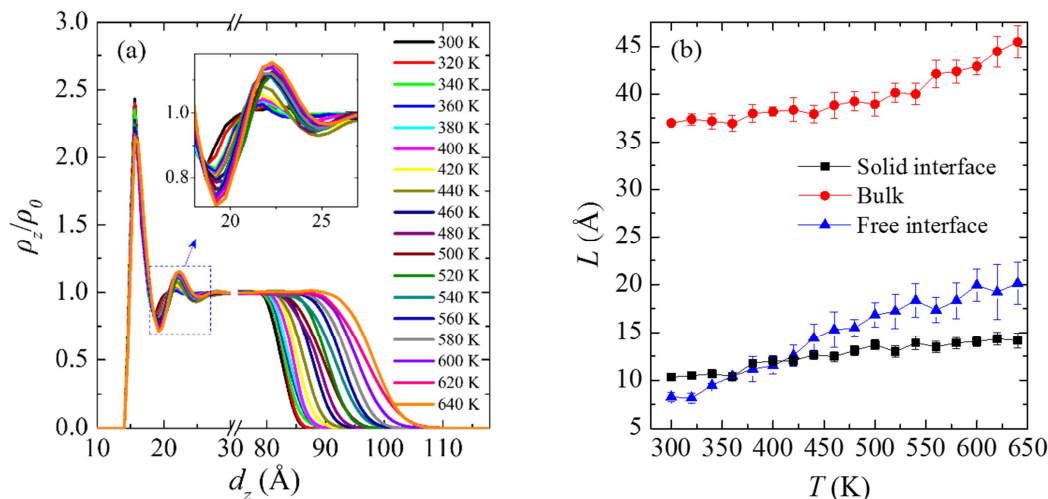 (a)
ρz/ρ0
3.0
2.5
2.0
1.5
1.0
0.5
0.0
10
20
30
80
90
100
110
dz (Å)
1.0
0.8
20
25
300 K
320 K
340 K
360 K
380 K
400 K
420 K
440 K
460 K
480 K
500 K
520 K
540 K
560 K
580 K
600 K
620 K
640 K
(b)
L (Å)
45
40
35
30
25
20
15
10
5
0
300 350 400 450 500 550 600 650
T (K)
Solid interface
Bulk
Free interface